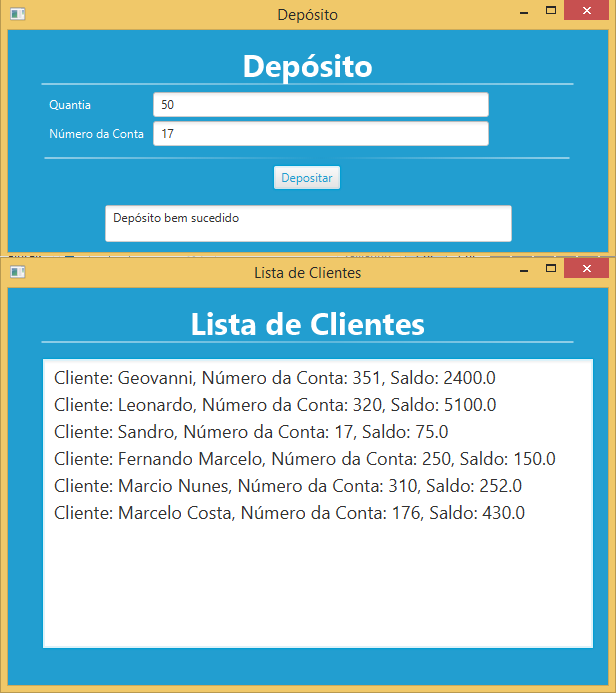 Depósito
Depósito
Quantia 50
Número da Conta 17
Depositar
Depósito bem sucedido
Lista de Clientes
Lista de Clientes
Cliente: Geovanni, Número da Conta: 351, Saldo: 2400.0
Cliente: Leonardo, Número da Conta: 320, Saldo: 5100.0
Cliente: Sandro, Número da Conta: 17, Saldo: 75.0
Cliente: Fernando Marcelo, Número da Conta: 250, Saldo: 150.0
Cliente: Marcio Nunes, Número da Conta: 310, Saldo: 252.0
Cliente: Marcelo Costa, Número da Conta: 176, Saldo: 430.0